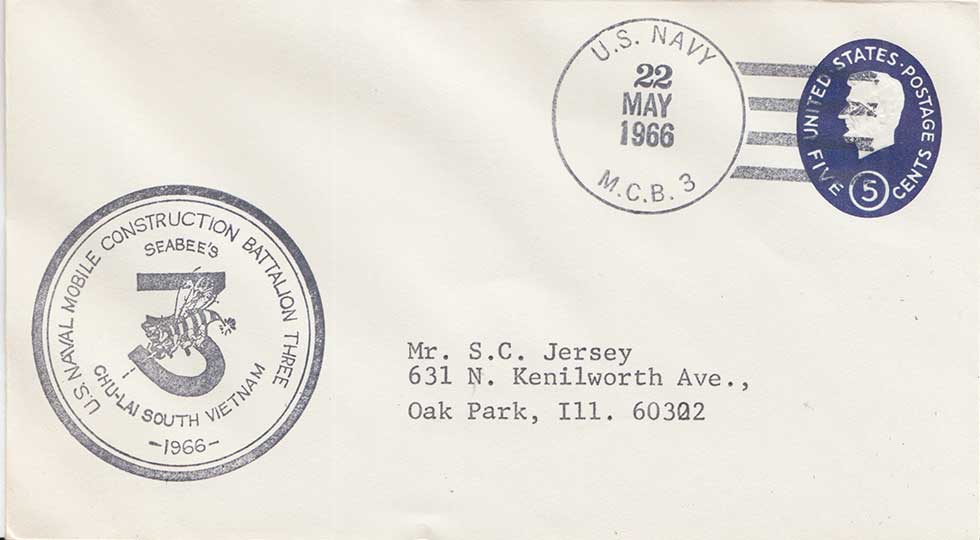 U.S. NAVY
22
MAY
1966
M.C.B. 3
UNITED STATES·POSTAGE
FIVE 5 CENTS
U.S. NAVAL MOBILE CONSTRUCTION BATTALION THREE
SEABEE'S
3
CHU-LAI SOUTH VIETNAM
-1966-
Mr. S.C. Jersey
631 N. Kenilworth Ave.,
Oak Park, Ill. 60302